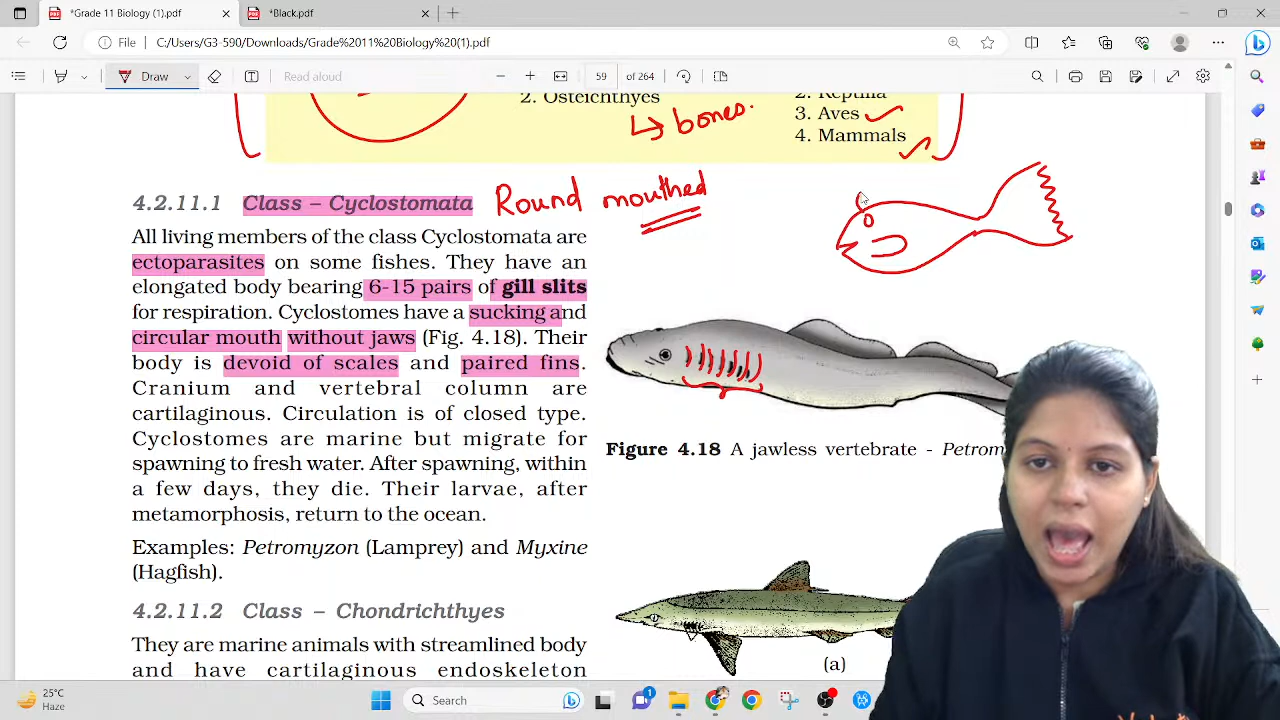 *Grade 11 Biology (1).pdf
*Black.pdf
File
C:/Users/G3-590/Downloads/Grade%2011%20Biology%20(1).pdf
Draw
Read aloud
59
of 264
2. Osteichthyes
2. Reptilia
bones.
3. Aves
4. Mammals
4.2.11.1 Class – Cyclostomata
Round mouthed
All living members of the class Cyclostomata are
ectoparasites on some fishes. They have an
elongated body bearing 6-15 pairs of gill slits
for respiration. Cyclostomes have a sucking and
circular mouth without jaws (Fig. 4.18). Their
body is devoid of scales and paired fins.
Cranium and vertebral column are
cartilaginous. Circulation is of closed type.
Cyclostomes are marine but migrate for
spawning to fresh water. After spawning, within
a few days, they die. Their larvae, after
metamorphosis, return to the ocean.
Examples: Petromyzon (Lamprey) and Myxine
(Hagfish).
Figure 4.18 A jawless vertebrate - Petrom
4.2.11.2 Class – Chondrichthyes
They are marine animals with streamlined body
and have cartilaginous endoskeleton
(a)
25°C
Haze
Search
1